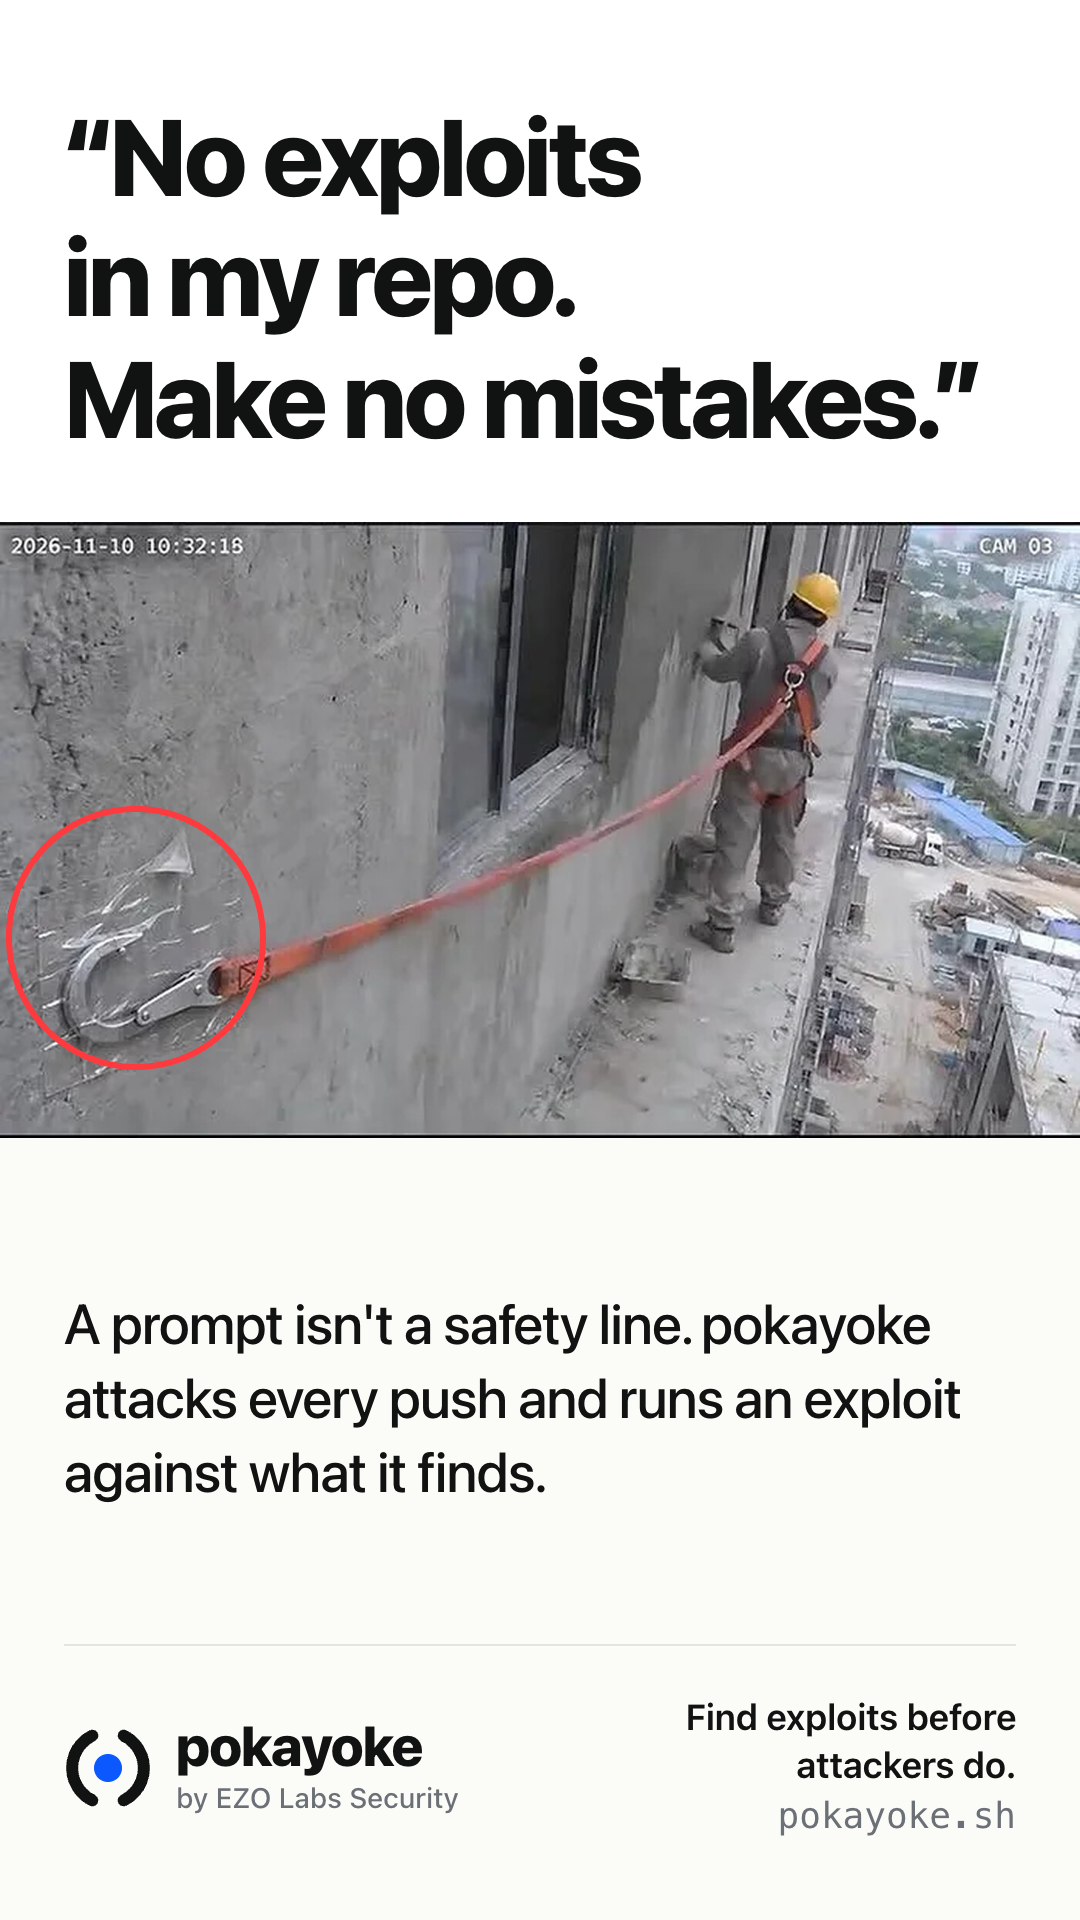 “No exploits
in my repo.
Make no mistakes.”
2026-11-10 10:32:18
CAM 03
A prompt isn't a safety line. pokayoke
attacks every push and runs an exploit
against what it finds.
pokayoke
by EZO Labs Security
Find exploits before
attackers do.
pokayoke.sh